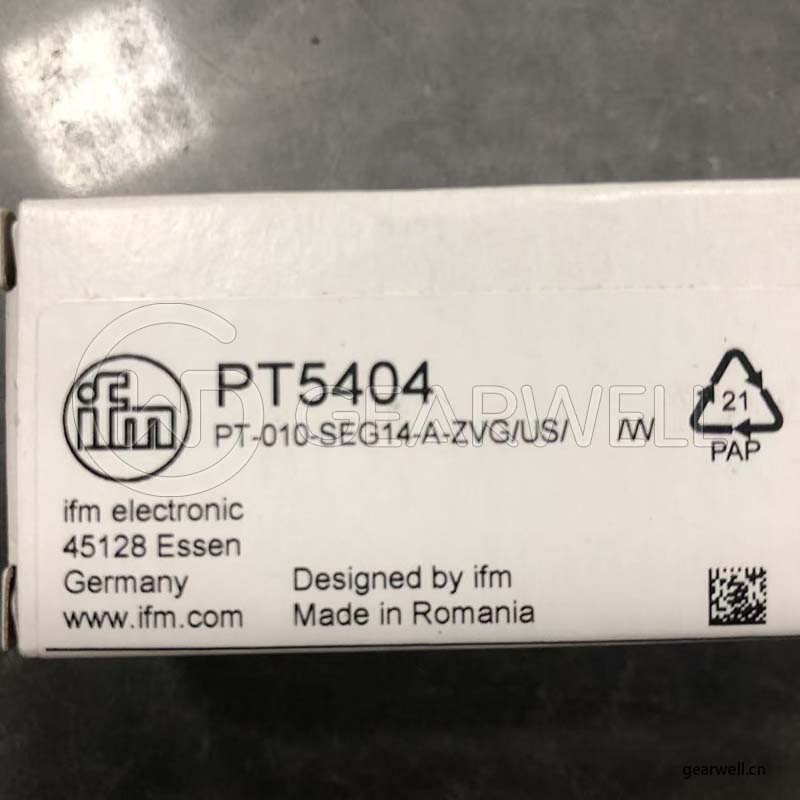 ifm
PT5404
PT-010-SEG14-A-ZVG/US/ /W
21
PAP
GEARWELL
ifm electronic
45128 Essen
Germany
www.ifm.com
Designed by ifm
Made in Romania
gearwell.cn